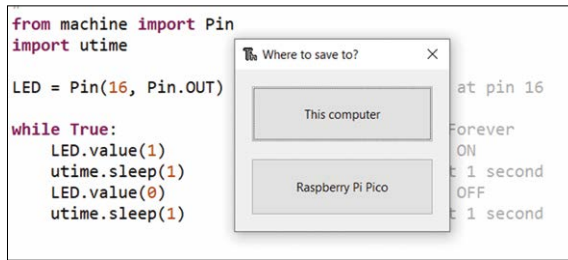 from machine import Pin
import utime
Where to save to?
LED = Pin(16, Pin.OUT) at pin 16
This computer
while True: Forever
LED.value(1) ON
utime.sleep(1) 1 second
Raspberry Pi Pico
LED.value(0) OFF
utime.sleep(1) 1 second